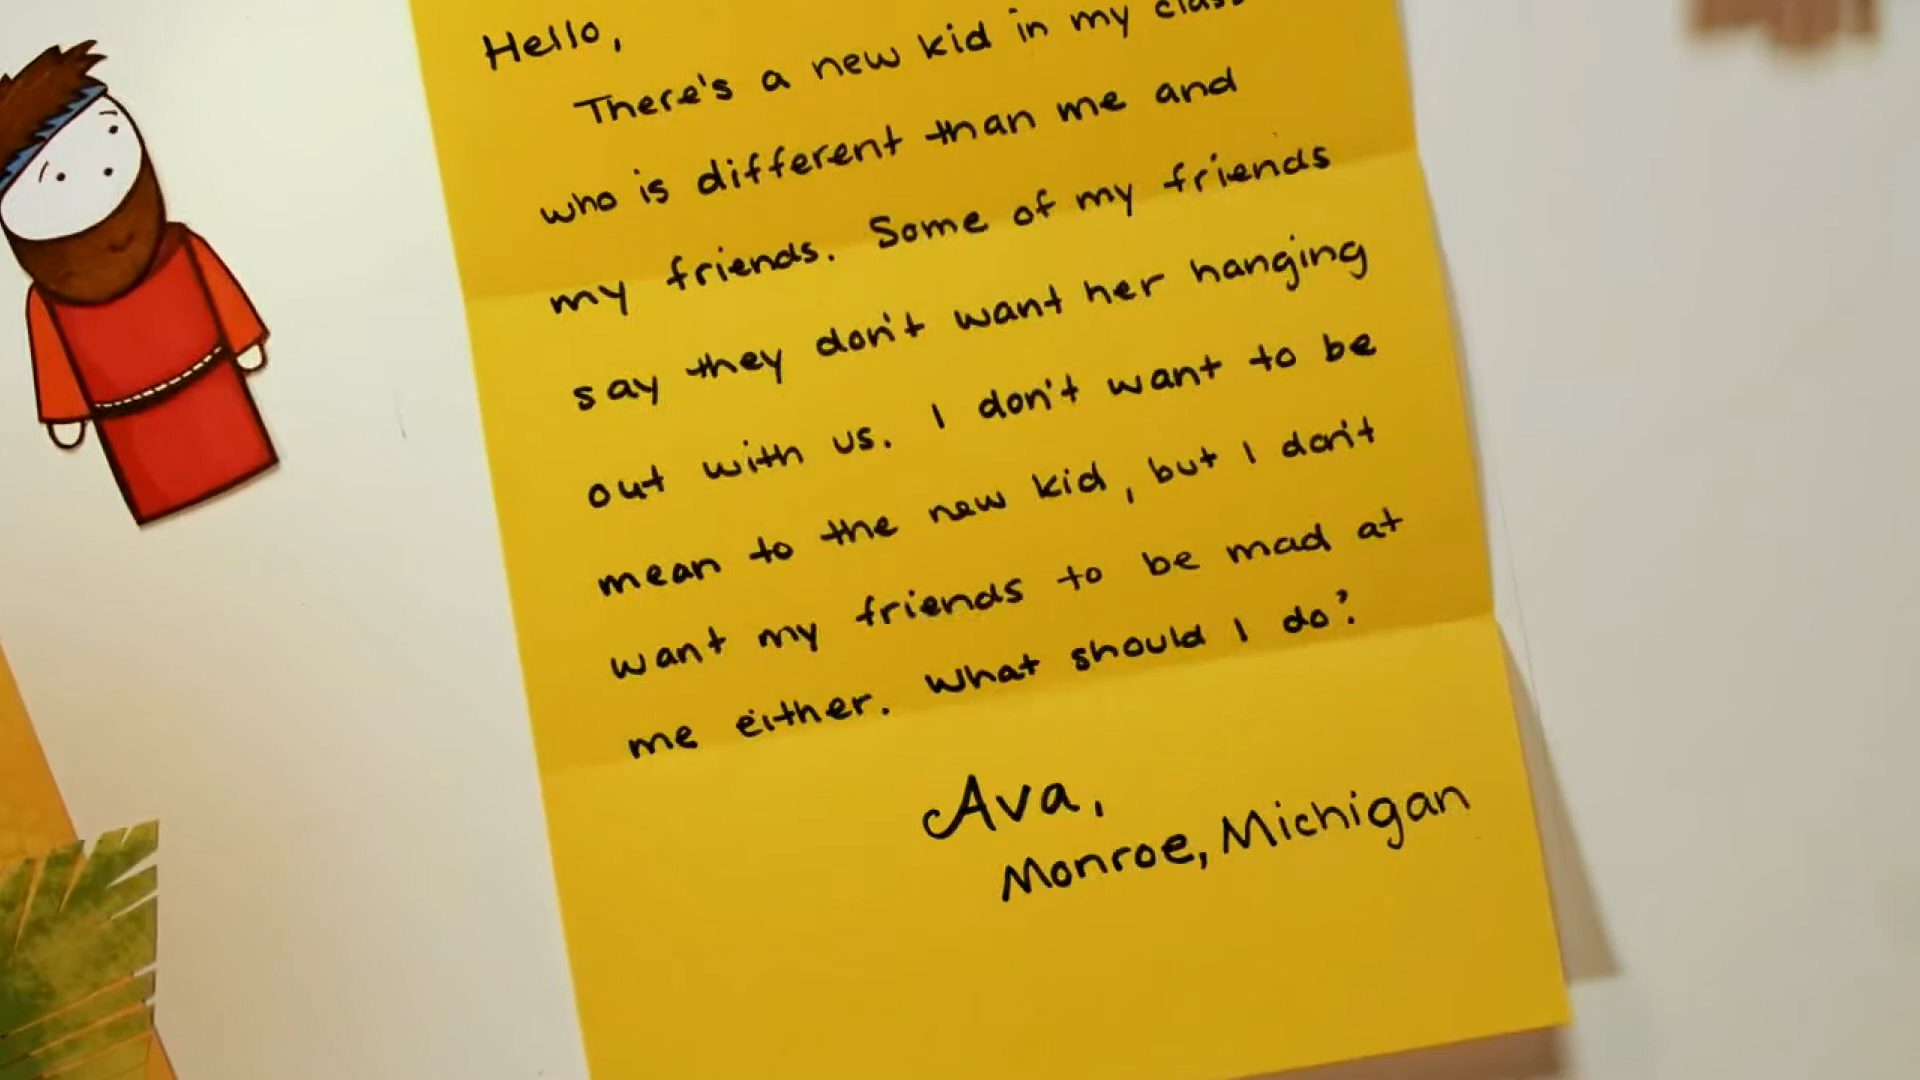 Hello,
There's a new kid in my class
who is different than me and
my friends. Some of my friends
say they don't want her hanging
out with us. I don't want to be
mean to the new kid, but I don't
want my friends to be mad at
me either. What should I do?
Ava,
Monroe, Michigan